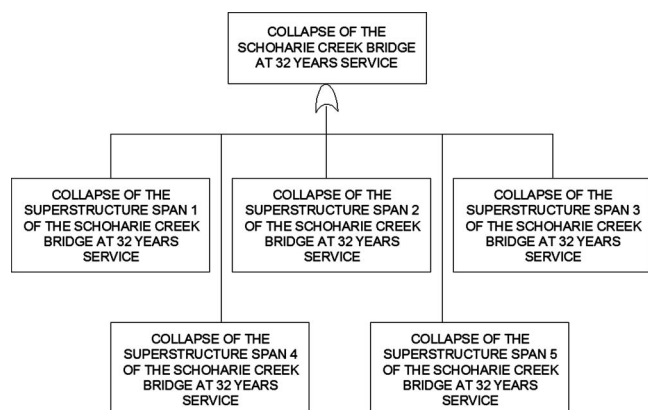 COLLAPSE OF THE
SCHOHARIE CREEK BRIDGE
AT 32 YEARS SERVICE
COLLAPSE OF THE
SUPERSTRUCTURE SPAN 1
OF THE SCHOHARIE CREEK
BRIDGE AT 32 YEARS
SERVICE
COLLAPSE OF THE
SUPERSTRUCTURE SPAN 2
OF THE SCHOHARIE CREEK
BRIDGE AT 32 YEARS
SERVICE
COLLAPSE OF THE
SUPERSTRUCTURE SPAN 3
OF THE SCHOHARIE CREEK
BRIDGE AT 32 YEARS
SERVICE
COLLAPSE OF THE
SUPERSTRUCTURE SPAN 4
OF THE SCHOHARIE CREEK
BRIDGE AT 32 YEARS
SERVICE
COLLAPSE OF THE
SUPERSTRUCTURE SPAN 5
OF THE SCHOHARIE CREEK
BRIDGE AT 32 YEARS
SERVICE